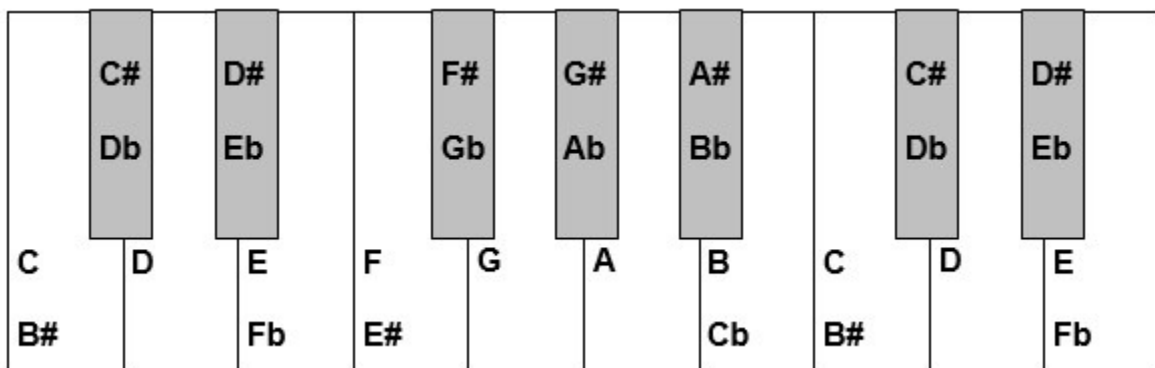 C# D# F# G# A# C# D#
Db Eb Gb Ab Bb Db Eb
C D E F G A B C D E
B# Fb E# Cb B# Fb